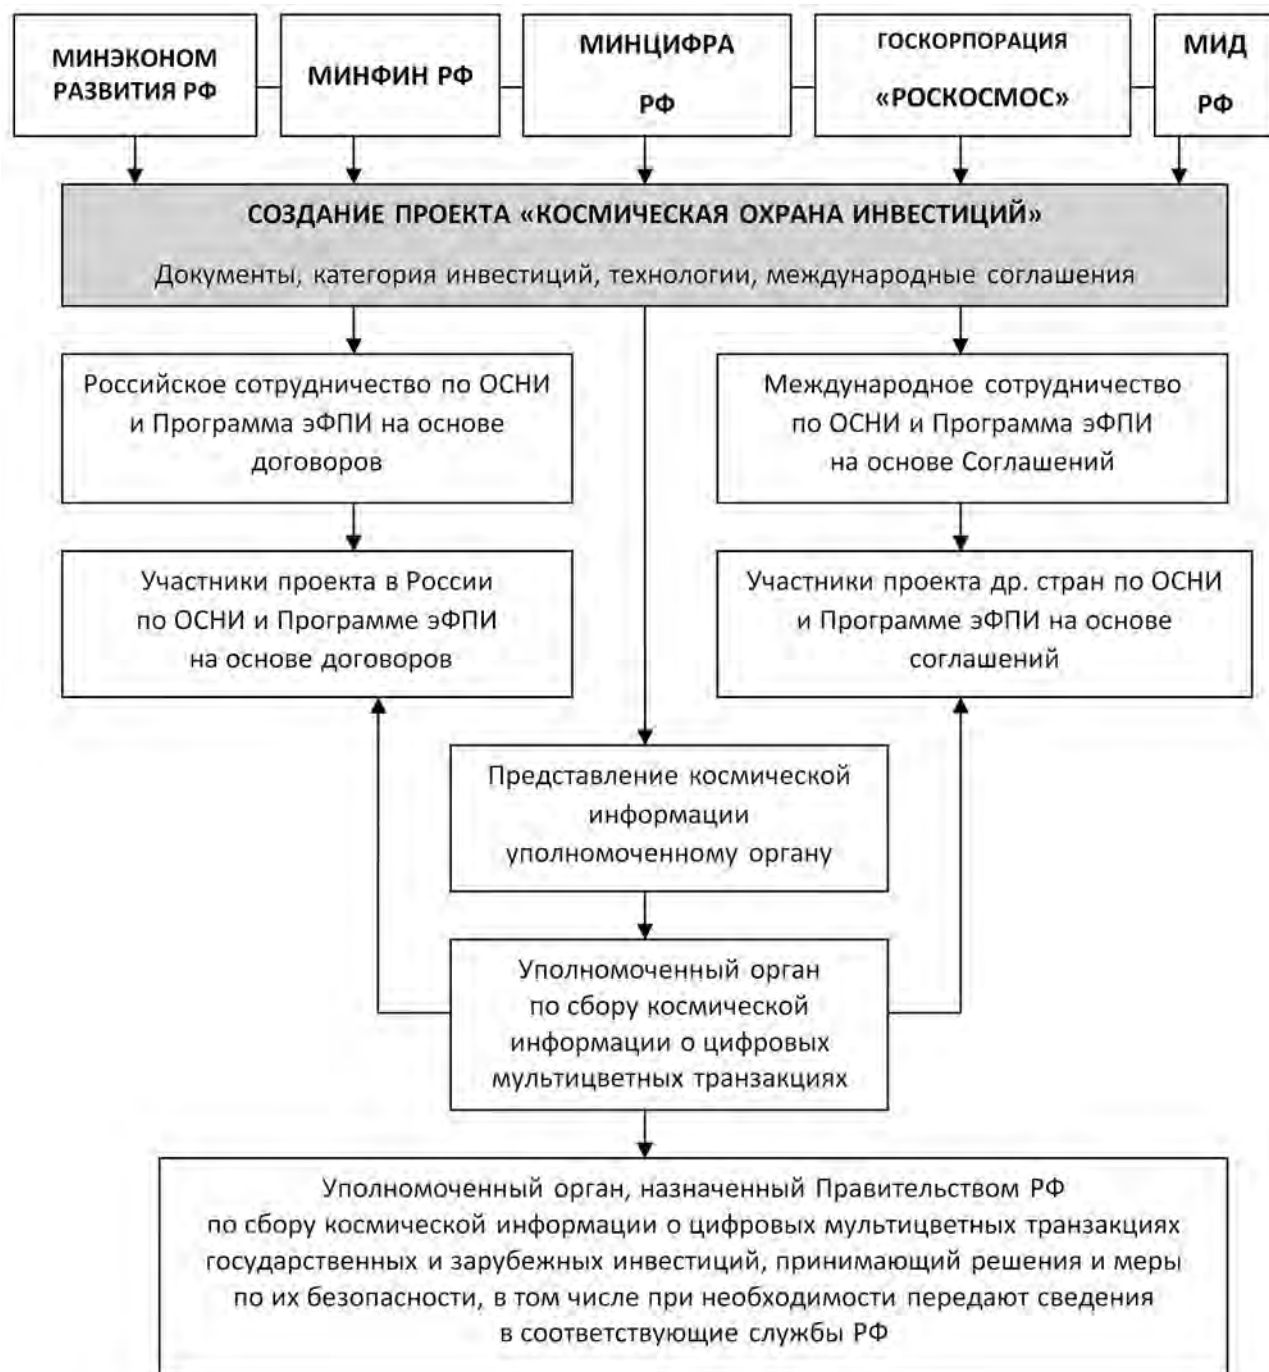 МИНЭКОНОМ
РАЗВИТИЯ РФ
МИНФИН РФ
МИНЦИФРА
РФ
ГОСКОРПОРАЦИЯ
«РОСКОСМОС»
МИД
РФ
СОЗДАНИЕ ПРОЕКТА «КОСМИЧЕСКАЯ ОХРАНА ИНВЕСТИЦИЙ»
Документы, категория инвестиций, технологии, международные соглашения
Российское сотрудничество по ОСНИ
и Программа эФПИ на основе
договоров
Международное сотрудничество
по ОСНИ и Программа эФПИ
на основе Соглашений
Участники проекта в России
по ОСНИ и Программе эФПИ
на основе договоров
Участники проекта др. стран по ОСНИ
и Программе эФПИ на основе
соглашений
Представление космической
информации
уполномоченному органу
Уполномоченный орган
по сбору космической
информации о цифровых
мультицветных транзакциях
Уполномоченный орган, назначенный Правительством РФ
по сбору космической информации о цифровых мультицветных транзакциях
государственных и зарубежных инвестиций, принимающий решения и меры
по их безопасности, в том числе при необходимости передают сведения
в соответствующие службы РФ